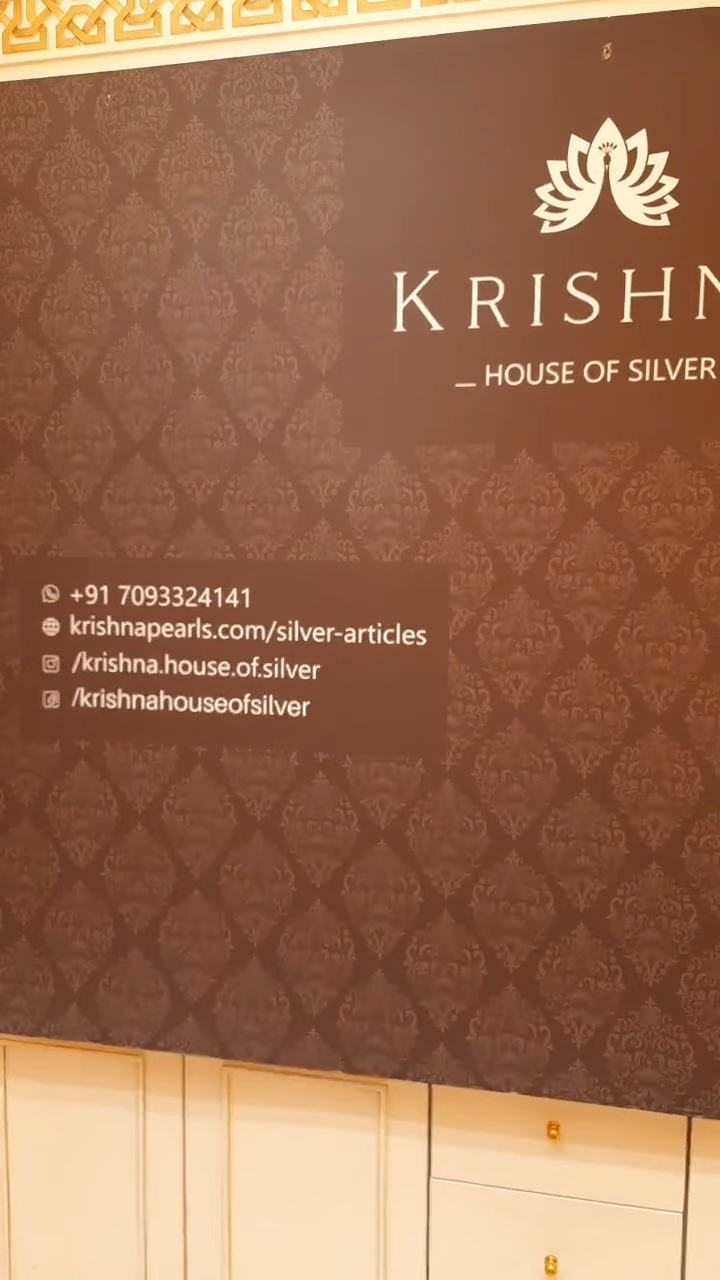 KRISHN
_ HOUSE OF SILVER
+91 7093324141
krishnapearls.com/silver-articles
/krishna.house.of.silver
/krishnahouseofsilver